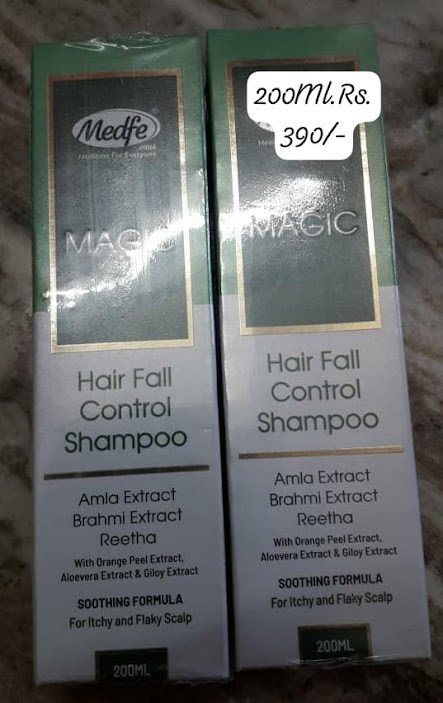 Medfe®
INDIA
Medicine For Everyone
MAGIC
Hair Fall
Control
Shampoo
Amla Extract
Brahmi Extract
Reetha
With Orange Peel Extract,
Aloevera Extract & Giloy Extract
SOOTHING FORMULA
For Itchy and Flaky Scalp
200ML
200Ml.Rs.
390/-
MAGIC
Hair Fall
Control
Shampoo
Amla Extract
Brahmi Extract
Reetha
With Orange Peel Extract,
Aloevera Extract & Giloy Extract
SOOTHING FORMULA
For Itchy and Flaky Scalp
200ML